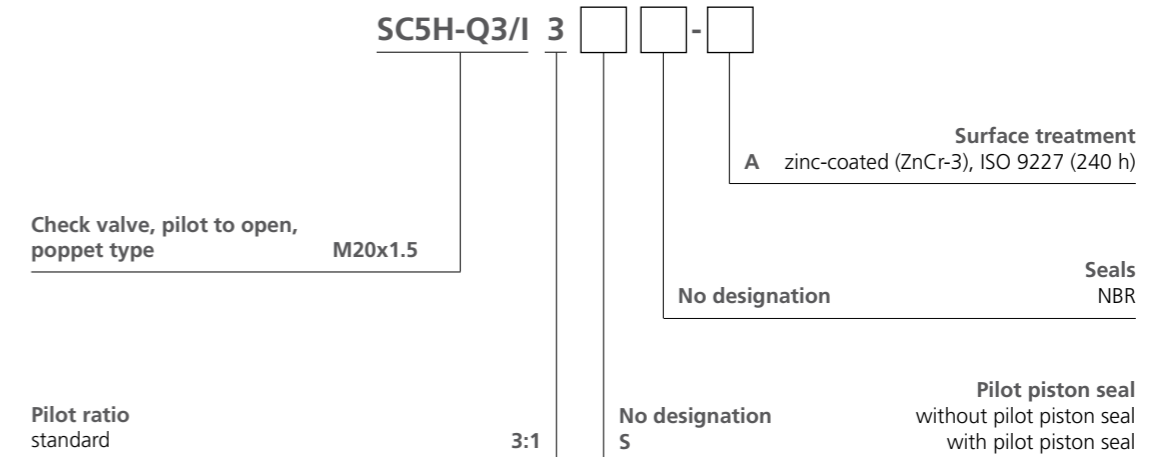 SC5H-Q3/I 3 -
Surface treatment
A zinc-coated (ZnCr-3), ISO 9227 (240 h)
Check valve, pilot to open,
poppet type M20x1.5
Seals
No designation NBR
Pilot piston seal
No designation without pilot piston seal
S with pilot piston seal
Pilot ratio
standard 3:1